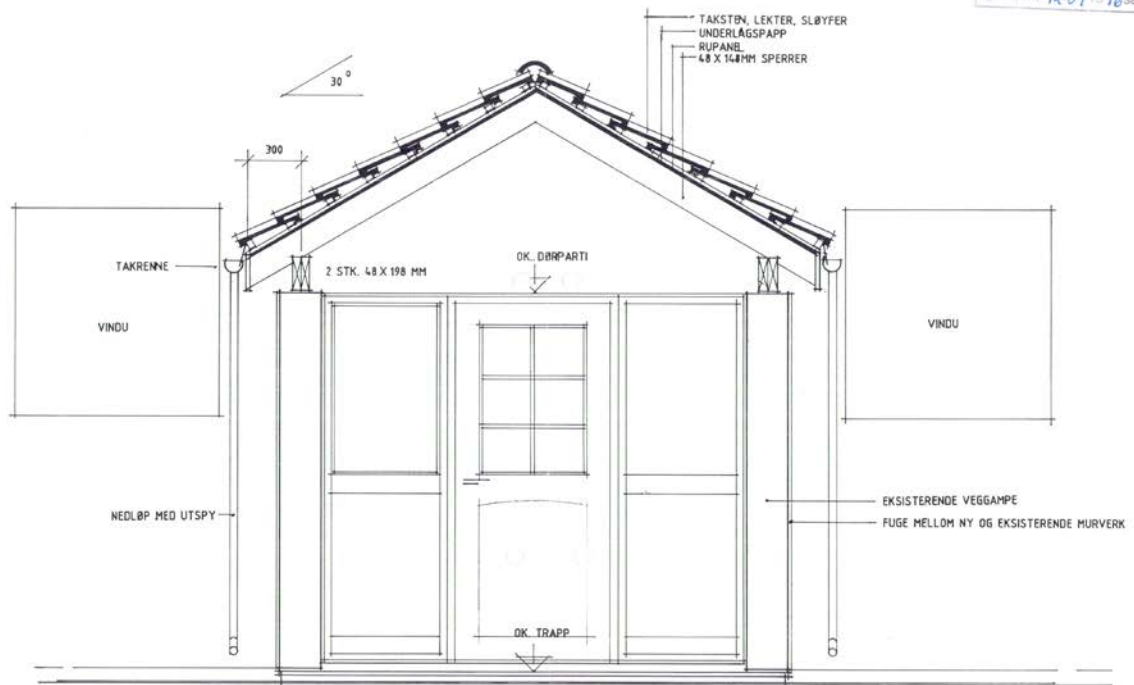 TAKSTEN, LEKTER, SLØYFER
UNDERLAGSPAPP
RUPANEL
48 X 148MM SPERRER
30°
300
TAKRENNE
2 STK. 48 X 198 MM
OK. DØRPARTI
VINDU
VINDU
NEDLØP MED UTSPY
EKSISTERENDE VEGGAMPE
FUGE MELLOM NY OG EKSISTERENDE MURVERK
OK. TRAPP